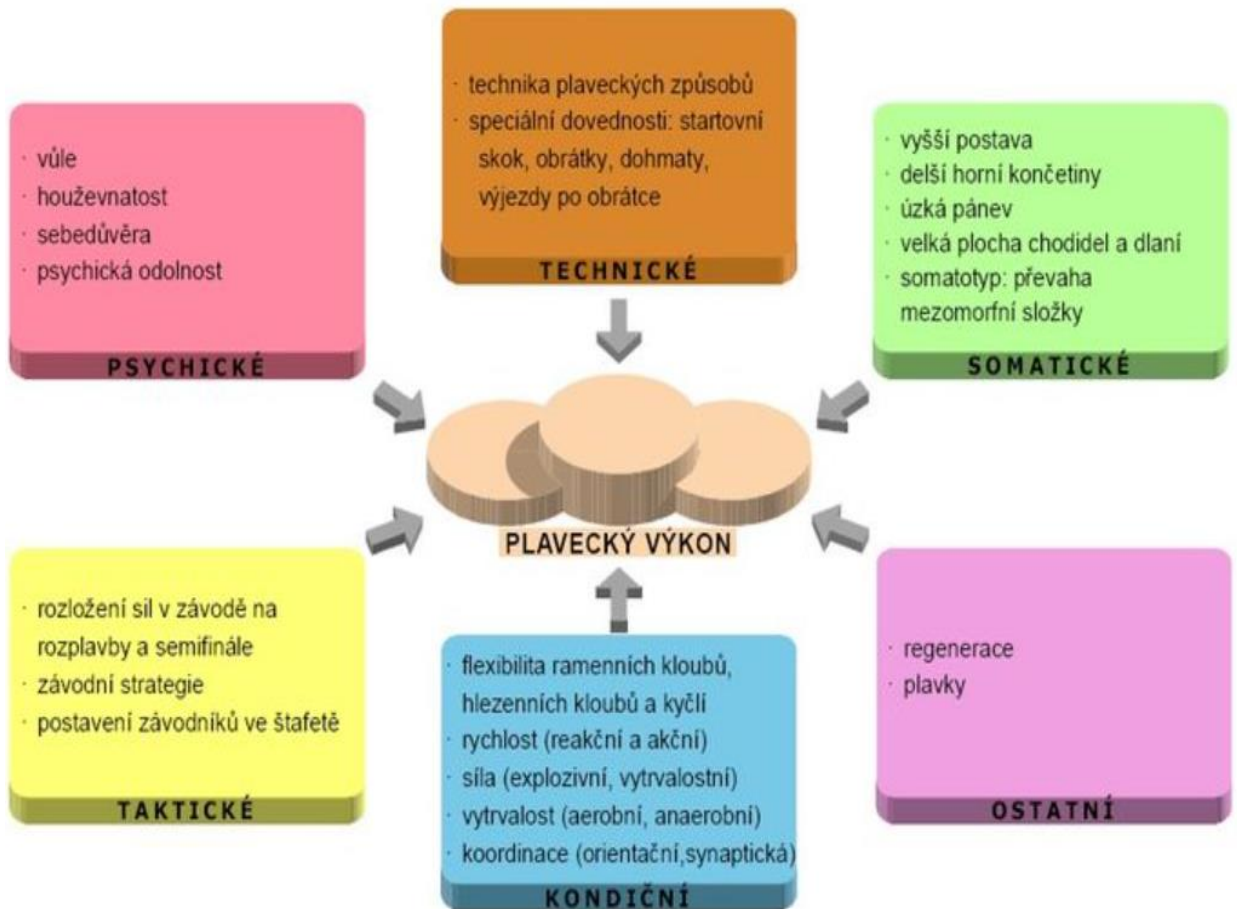 · technika plaveckých způsobů
· speciální dovednosti: startovní
skok, obrátky, dohmaty,
výjezdy po obrátce
TECHNICKÉ
· vůle
· houževnatost
· sebedůvěra
· psychická odolnost
PSYCHICKÉ
· vyšší postava
· delší horní končetiny
· úzká pánev
· velká plocha chodidel a dlaní
· somatotyp: převaha
mezomorfní složky
SOMATICKÉ
PLAVECKÝ VÝKON
· rozložení sil v závodě na
rozplavby a semifinále
· závodní strategie
· postavení závodníků ve štafetě
TAKTICKÉ
· flexibilita ramenních kloubů,
hlezenních kloubů a kyčlí
· rychlost (reakční a akční)
· síla (explozivní, vytrvalostní)
· vytrvalost (aerobní, anaerobní)
· koordinace (orientační,synaptická)
KONDIČNÍ
· regenerace
· plavky
OSTATNÍ